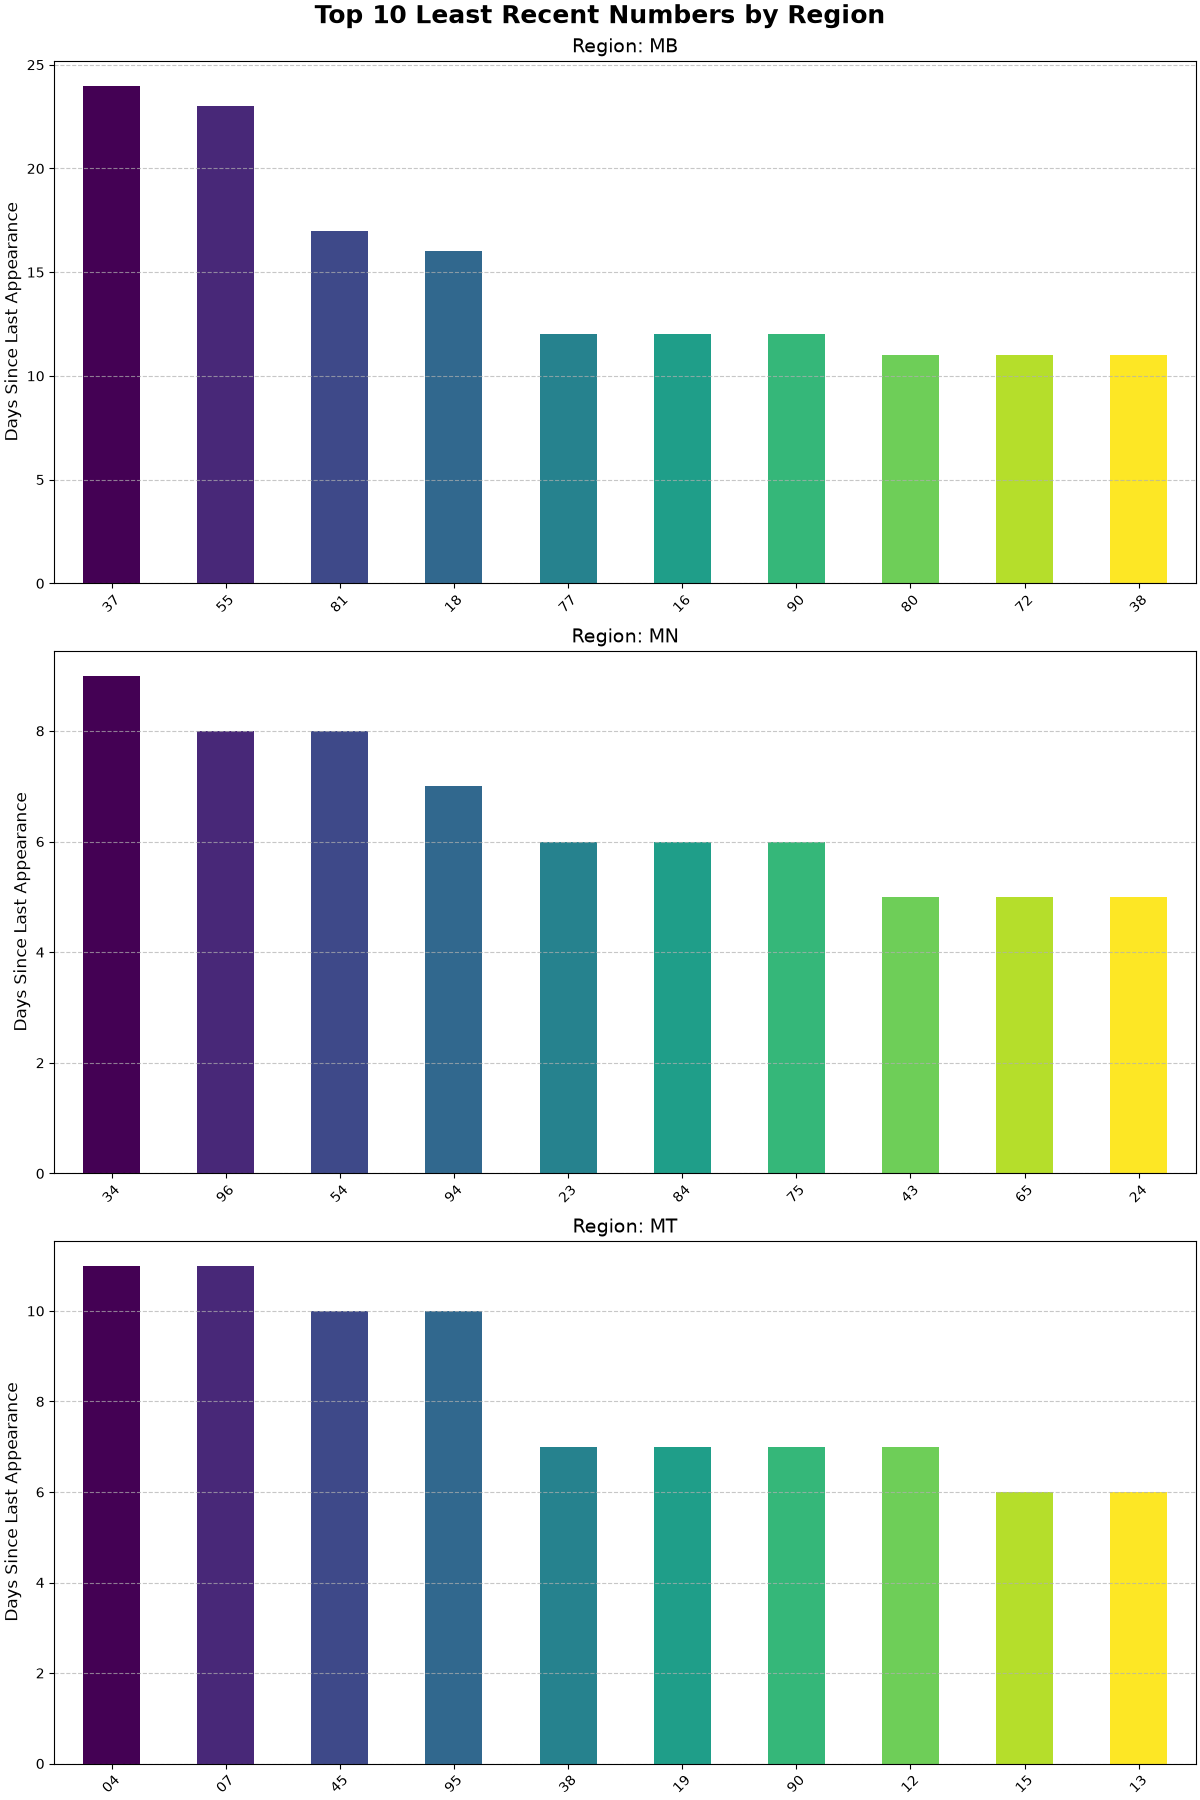 Top 10 Least Recent Numbers by Region
Region: MB
Days Since Last Appearance
25
20
15
10
5
0
37 55 81 18 77 16 90 80 72 38
Region: MN
Days Since Last Appearance
8
6
4
2
0
34 96 54 94 23 84 75 43 65 24
Region: MT
Days Since Last Appearance
10
8
6
4
2
0
04 07 45 95 38 19 90 12 15 13